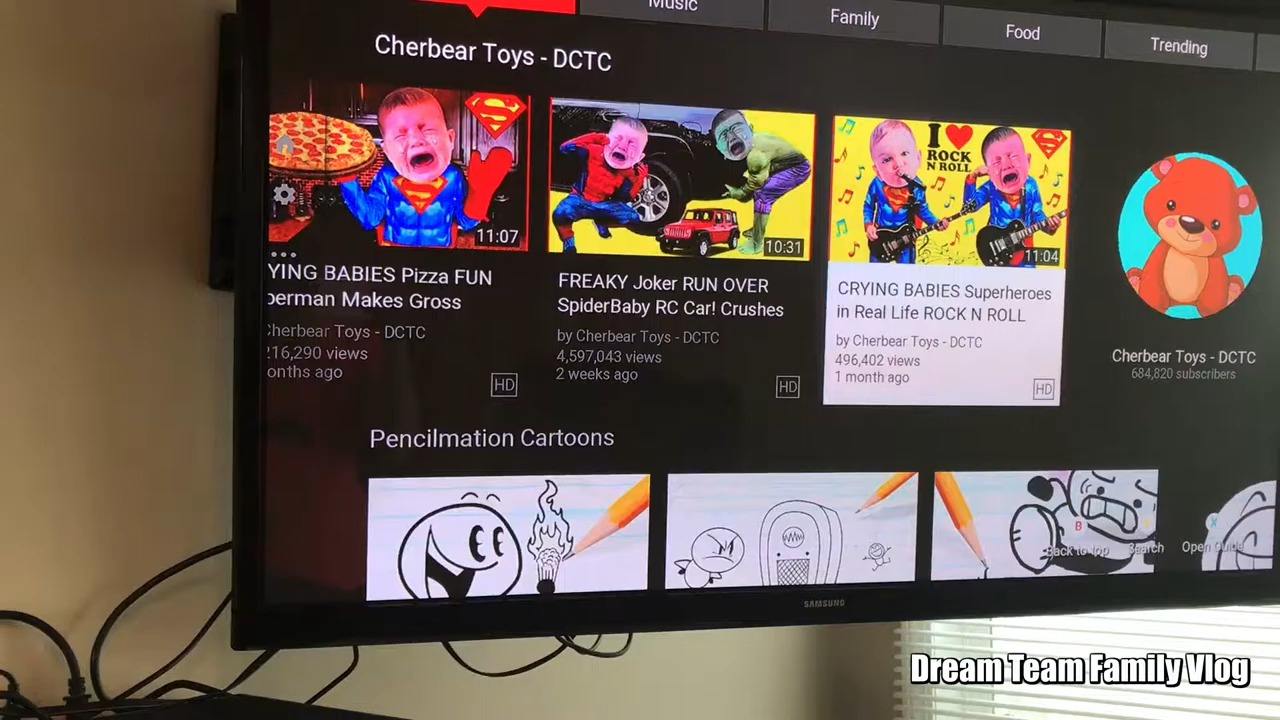 Music
Family
Food
Trending
Cherbear Toys - DCTC
I
ROCK
N ROLL
11:07
10:31
11:04
YING BABIES Pizza FUN
perman Makes Gross
Cherbear Toys - DCTC
216,290 views
onths ago
HD
FREAKY Joker RUN OVER
SpiderBaby RC Car! Crushes
by Cherbear Toys - DCTC
4,597,043 views
2 weeks ago
HD
CRYING BABIES Superheroes
in Real Life ROCK N ROLL
by Cherbear Toys - DCTC
496,402 views
1 month ago
HD
Cherbear Toys - DCTC
684,820 subscribers
Pencilmation Cartoons
B
X
Back to top
Search
Open Guide
SAMSUNG
Dream Team Family Vlog